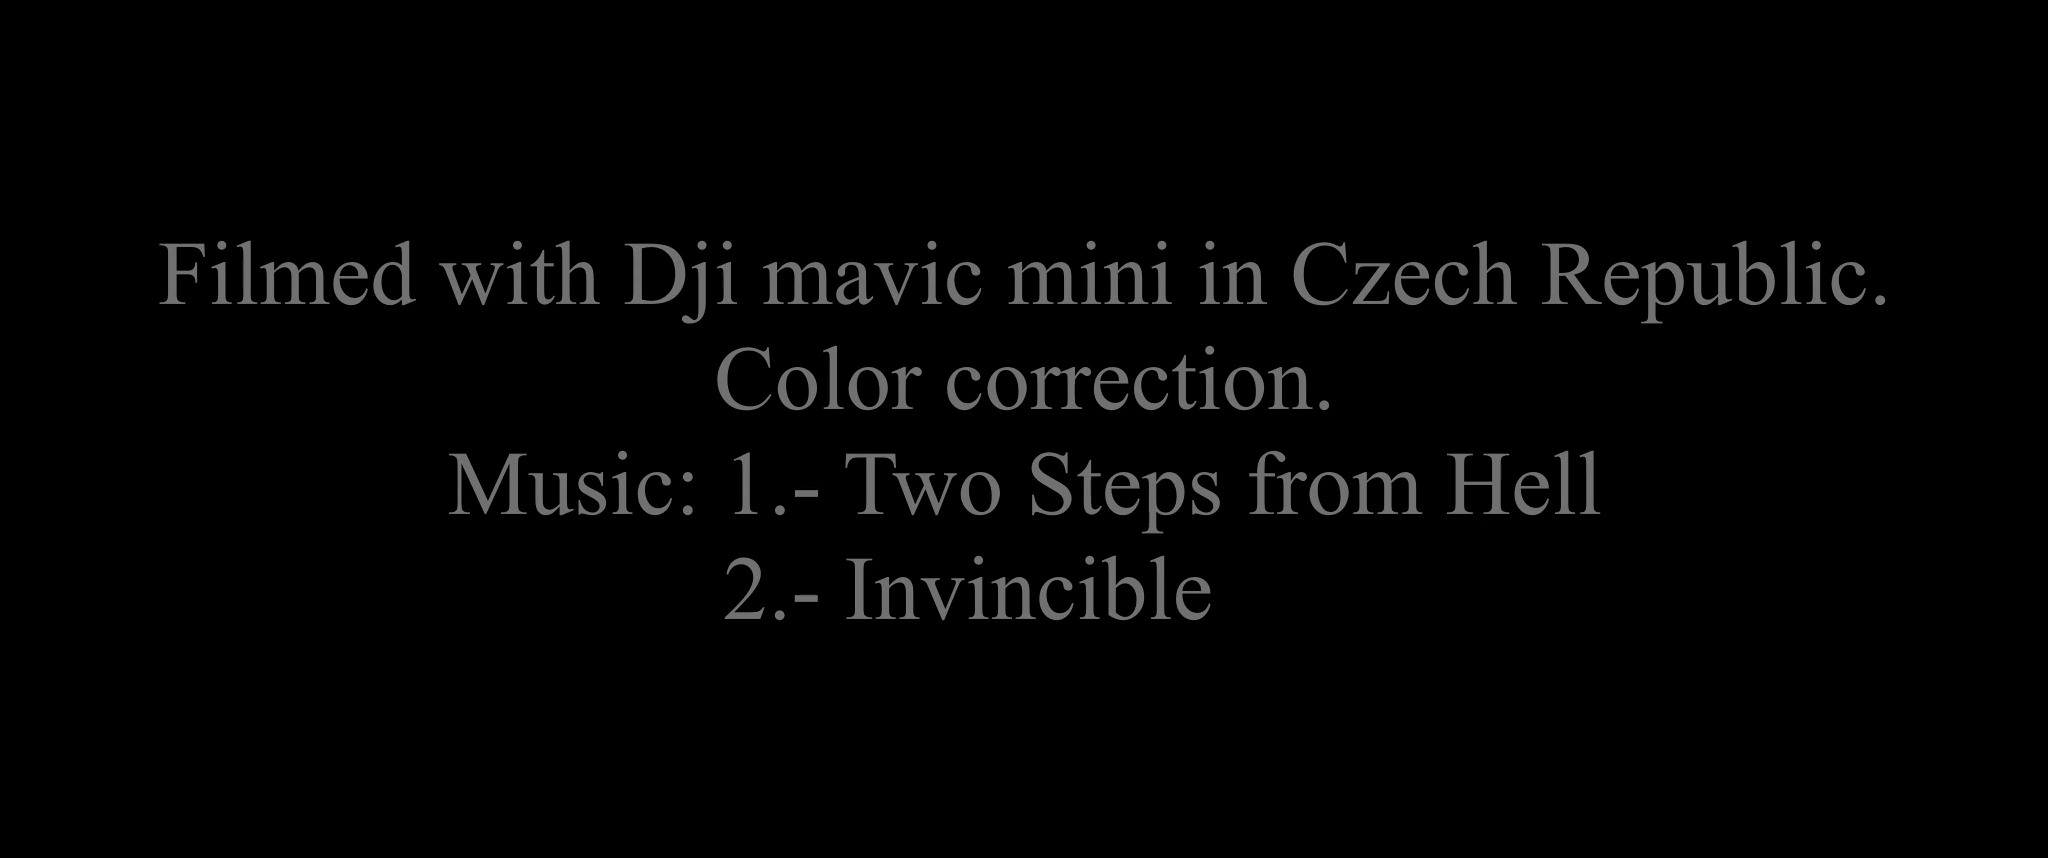 Filmed with Dji mavic mini in Czech Republic.
Color correction.
Music: 1.- Two Steps from Hell
2.- Invincible